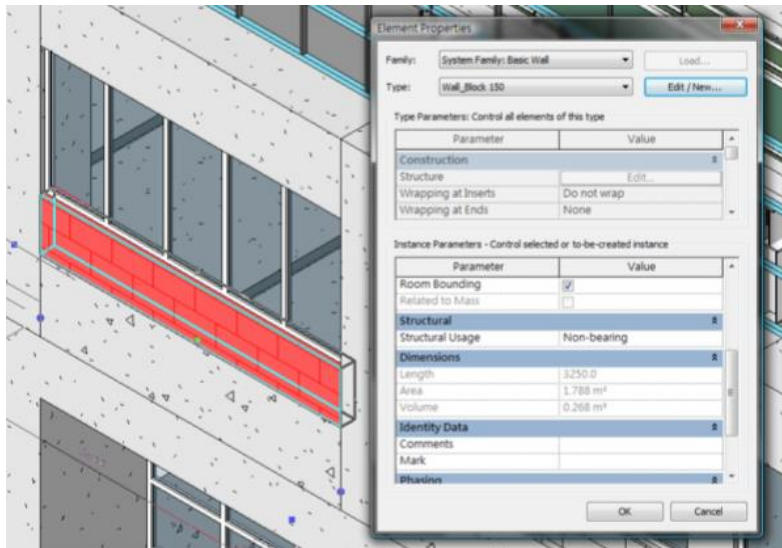 Element Properties
Family: System Family: Basic Wall Load...
Type: Wall_Block 150 Edit / New...
Type Parameters: Control all elements of this type
Parameter Value
Construction
Structure Edit...
Wrapping at Inserts Do not wrap
Wrapping at Ends None
Instance Parameters - Control selected or to-be-created instance
Parameter Value
Room Bounding
Related to Mass
Structural
Structural Usage Non-bearing
Dimensions
Length 3250.0
Area 1.788 m²
Volume 0.268 m³
Identity Data
Comments
Mark
Phasing
OK Cancel